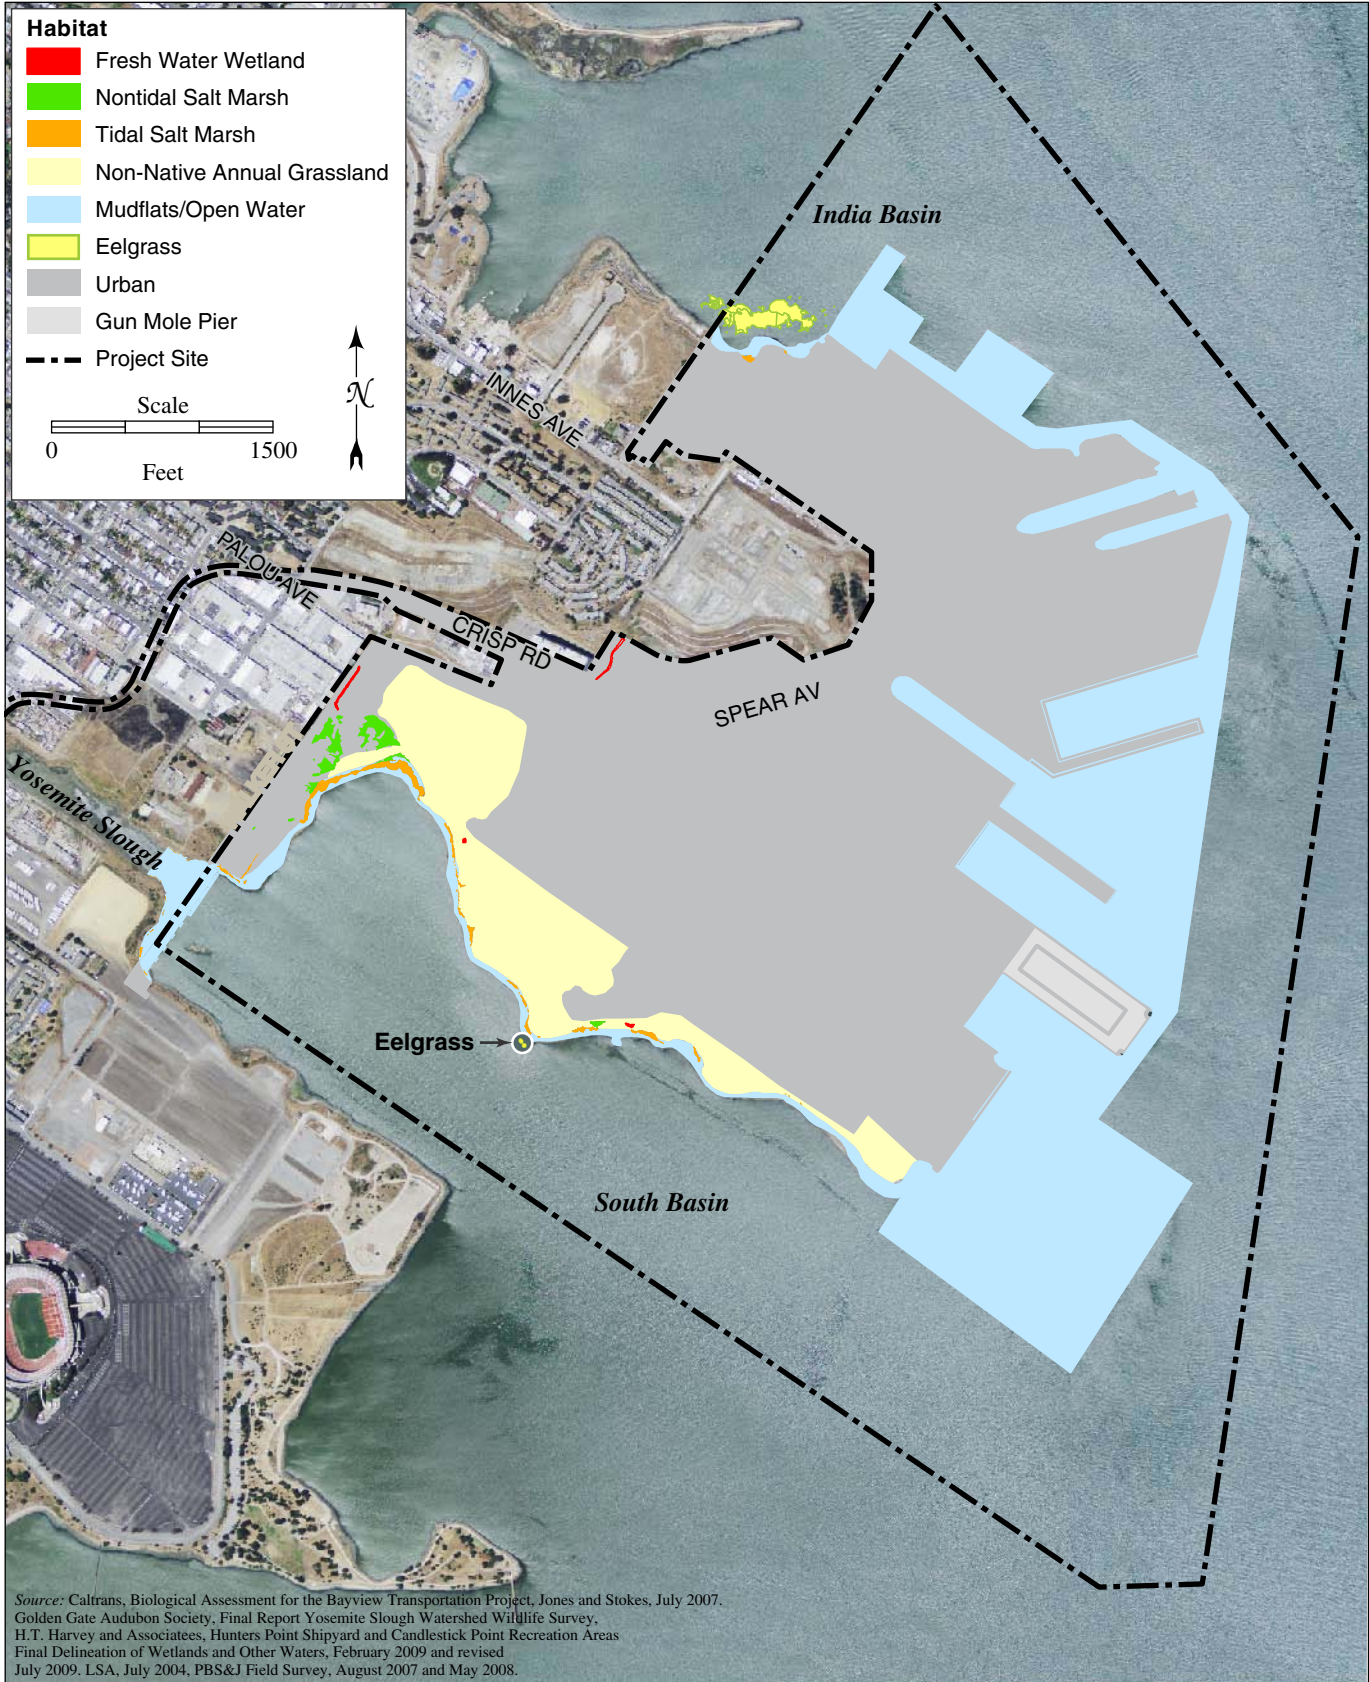 Habitat
Fresh Water Wetland
Nontidal Salt Marsh
Tidal Salt Marsh
Non-Native Annual Grassland
Mudflats/Open Water
Eelgrass
Urban
Gun Mole Pier
Project Site
Scale
0 1500
Feet
N
India Basin
INNES AVE
PALOU AVE
CRISP RD
SPEAR AV
Yosemite Slough
Eelgrass
South Basin
Source: Caltrans, Biological Assessment for the Bayview Transportation Project, Jones and Stokes, July 2007.
Golden Gate Audubon Society, Final Report Yosemite Slough Watershed Wildlife Survey,
H.T. Harvey and Associatees, Hunters Point Shipyard and Candlestick Point Recreation Areas
Final Delineation of Wetlands and Other Waters, February 2009 and revised
July 2009. LSA, July 2004, PBS&J Field Survey, August 2007 and May 2008.